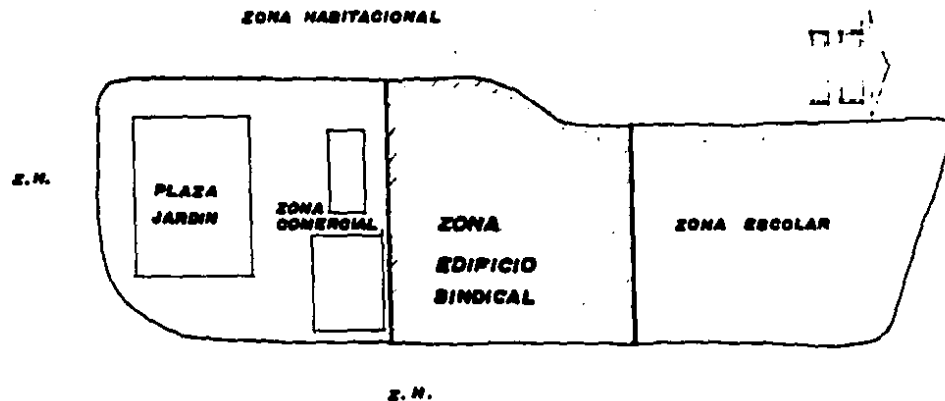 ZONA HABITACIONAL
Z.H.
PLAZA
JARDIN
ZONA
COMERCIAL
ZONA
EDIFICIO
SINDICAL
ZONA ESCOLAR
Z.H.